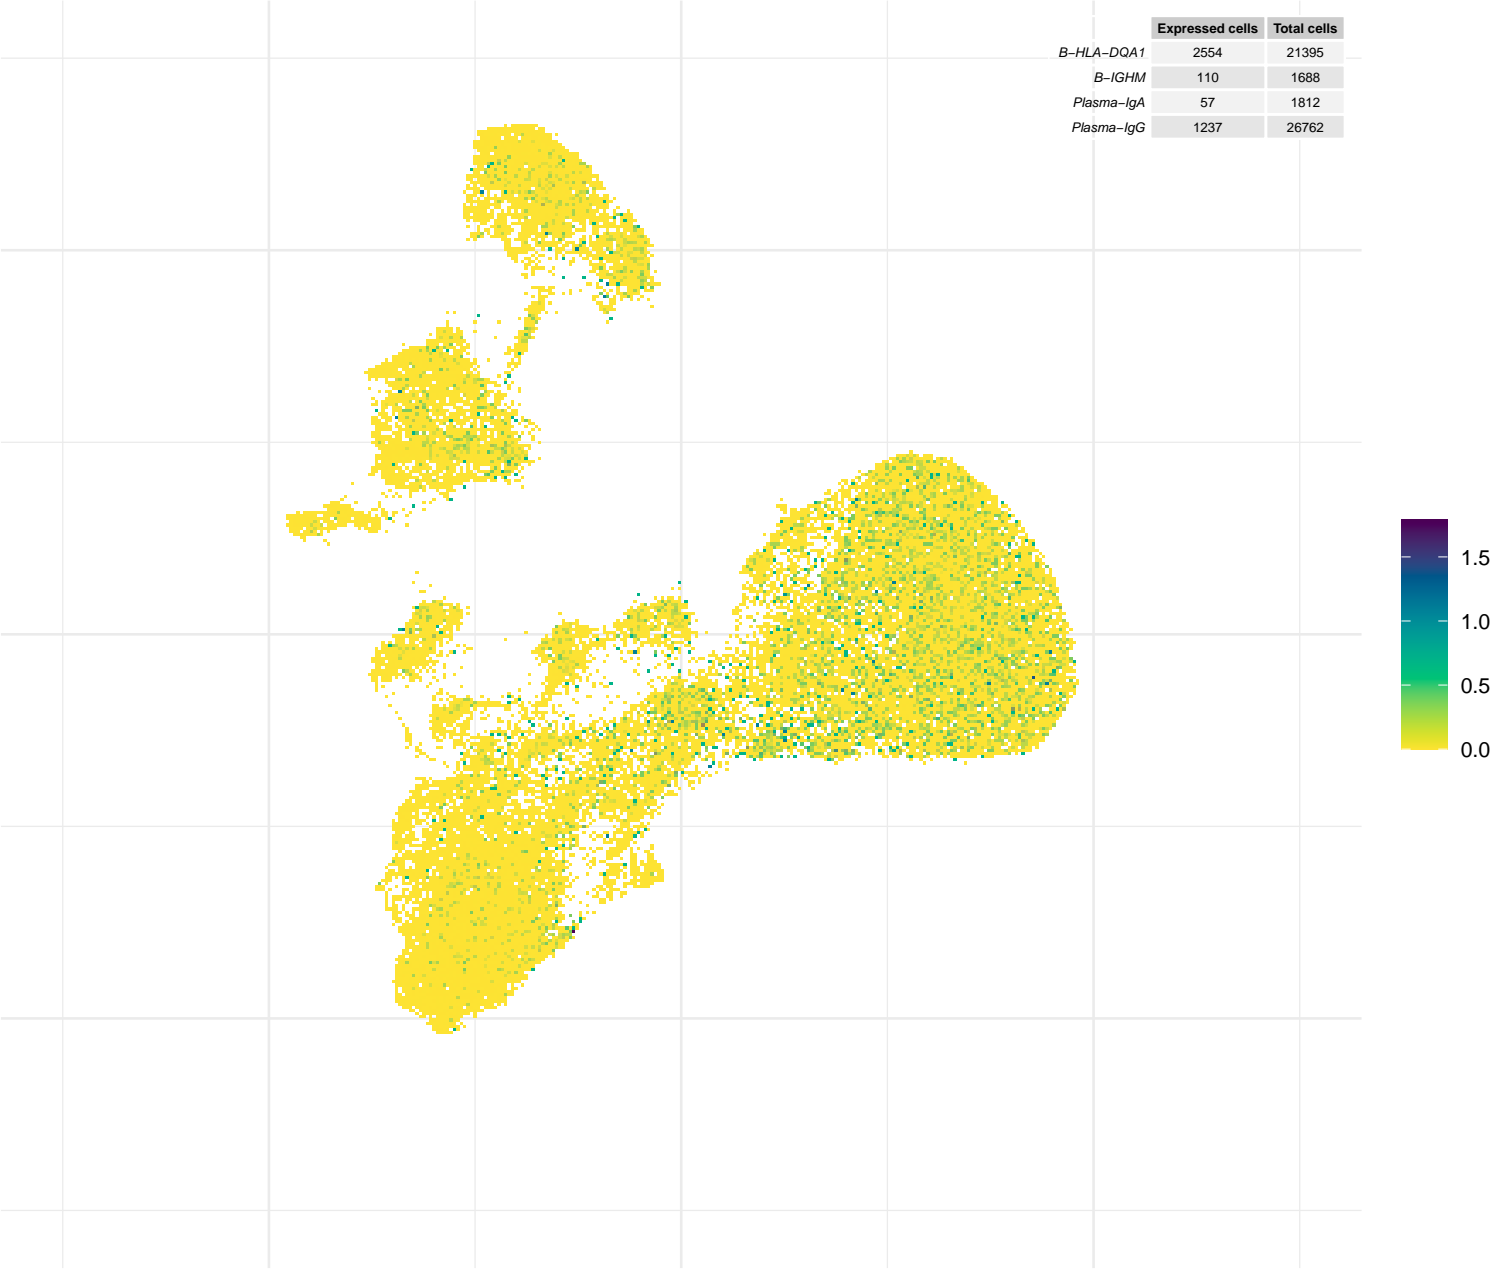 Expressed cells Total cells
B−HLA−DQA1 2554 21395
B−IGHM 110 1688
Plasma−IgA 57 1812
Plasma−IgG 1237 26762
1.5
1.0
0.5
0.0